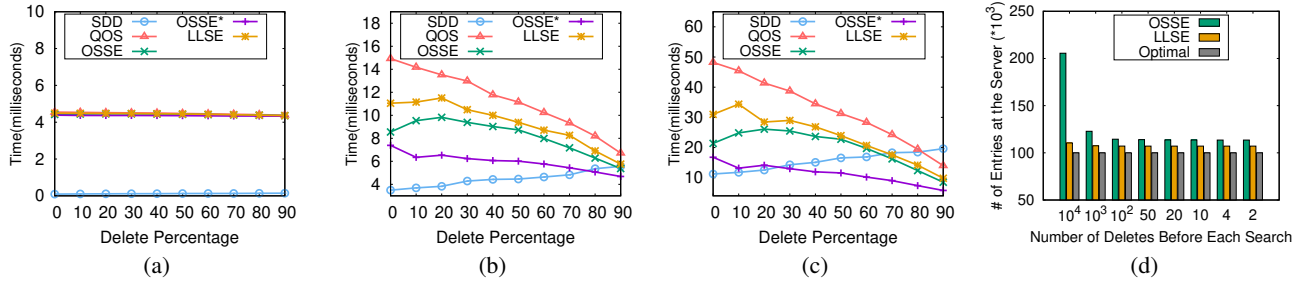 10
8
6
4
2
0
Time(milliseconds)
SDD
QOS
OSSE
OSSE*
LLSE
0 10 20 30 40 50 60 70 80 90
Delete Percentage
(a)
18
16
14
12
10
8
6
4
Time(milliseconds)
SDD
QOS
OSSE
OSSE*
LLSE
0 10 20 30 40 50 60 70 80 90
Delete Percentage
(b)
60
50
40
30
20
10
Time(milliseconds)
SDD
QOS
OSSE
OSSE*
LLSE
0 10 20 30 40 50 60 70 80 90
Delete Percentage
(c)
250
200
150
100
50
# of Entries at the Server (*10³)
OSSE
LLSE
Optimal
10⁴ 10³ 10² 50 20 10 4 2
Number of Deletes Before Each Search
(d)